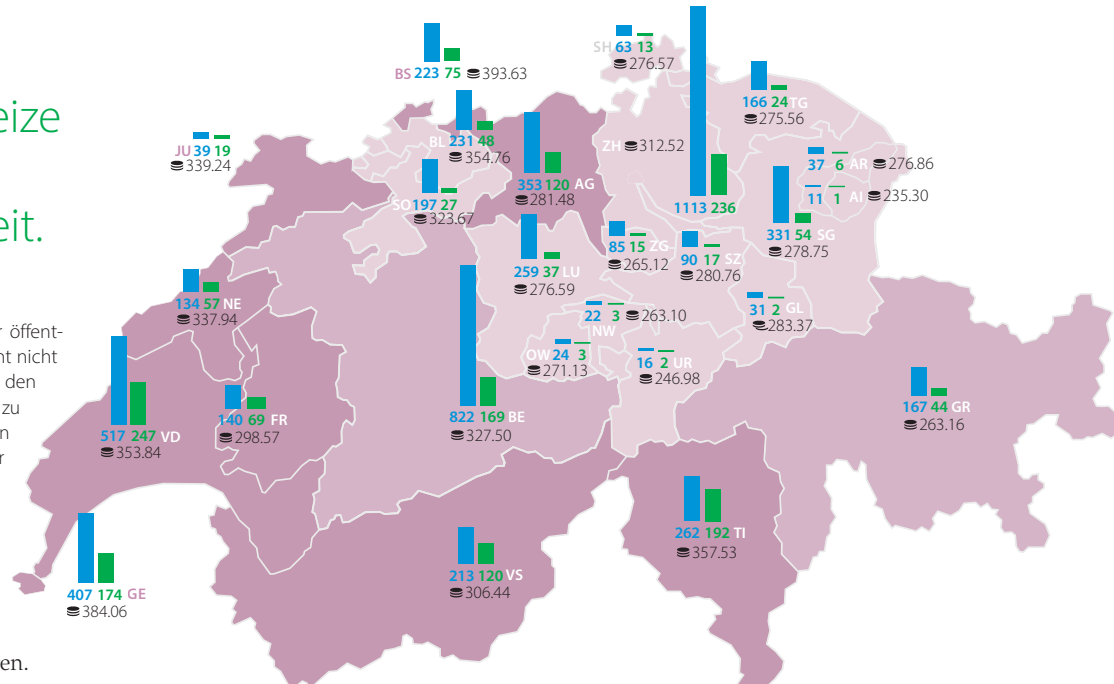 eize
eit.
r öffent-
nt nicht
den
zu
n
r
en.
SH 63 13
276.57
BS 223 75 393.63
166 24 TG
275.56
BL 231 48
354.76
JU 39 19
339.24
ZH 312.52
1113 236
37 6 AR 276.86
11 1 AI 235.30
353 120 AG
281.48
SO 197 27
323.67
331 54 SG
278.75
85 15 ZG
265.12
90 17 SZ
280.76
259 37 LU
276.59
134 57 NE
337.94
22 3 263.10
NW
31 2 GL
283.37
OW 24 3
271.13
16 2 UR
246.98
822 169 BE
327.50
140 69 FR
298.57
517 247 VD
353.84
167 44 GR
263.16
262 192 TI
357.53
213 120 VS
306.44
407 174 GE
384.06